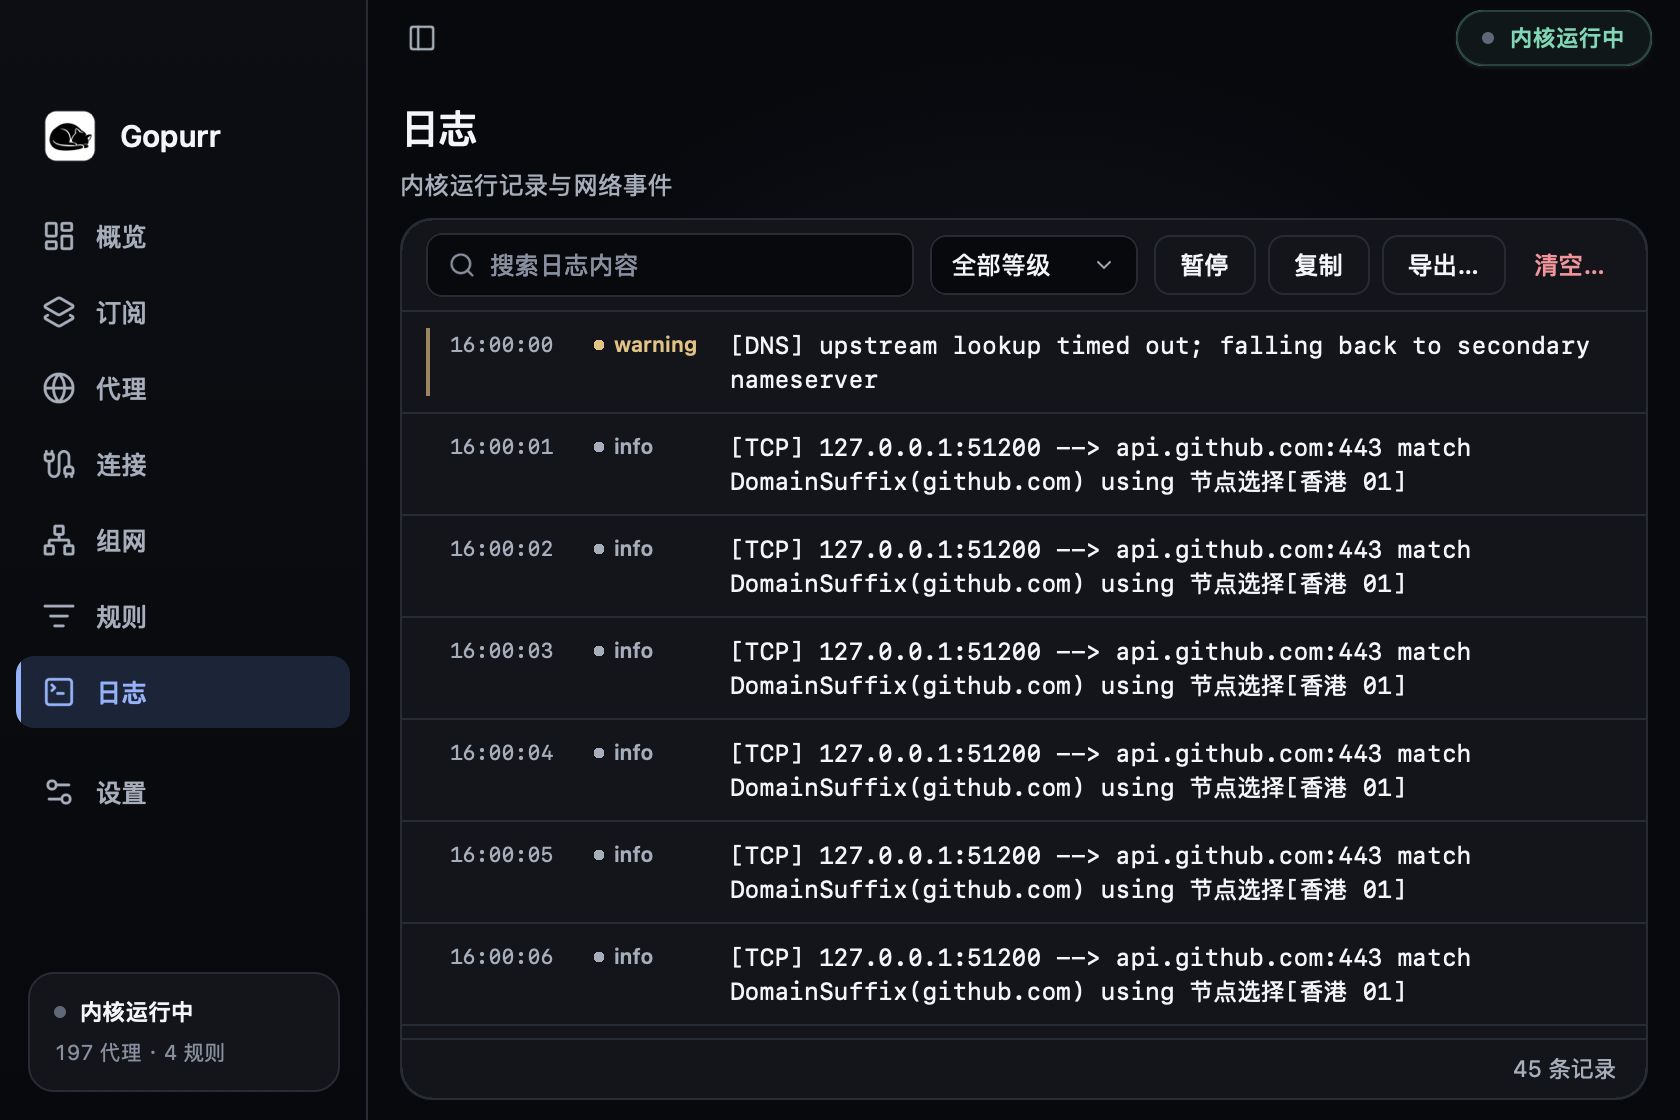 内核运行中
Gopurr
概览
订阅
代理
连接
组网
规则
日志
设置
内核运行中
197 代理 · 4 规则
日志
内核运行记录与网络事件
搜索日志内容 全部等级 暂停 复制 导出... 清空...
16:00:00 warning [DNS] upstream lookup timed out; falling back to secondary
nameserver
16:00:01 info [TCP] 127.0.0.1:51200 --> api.github.com:443 match
DomainSuffix(github.com) using 节点选择[香港 01]
16:00:02 info [TCP] 127.0.0.1:51200 --> api.github.com:443 match
DomainSuffix(github.com) using 节点选择[香港 01]
16:00:03 info [TCP] 127.0.0.1:51200 --> api.github.com:443 match
DomainSuffix(github.com) using 节点选择[香港 01]
16:00:04 info [TCP] 127.0.0.1:51200 --> api.github.com:443 match
DomainSuffix(github.com) using 节点选择[香港 01]
16:00:05 info [TCP] 127.0.0.1:51200 --> api.github.com:443 match
DomainSuffix(github.com) using 节点选择[香港 01]
16:00:06 info [TCP] 127.0.0.1:51200 --> api.github.com:443 match
DomainSuffix(github.com) using 节点选择[香港 01]
45 条记录